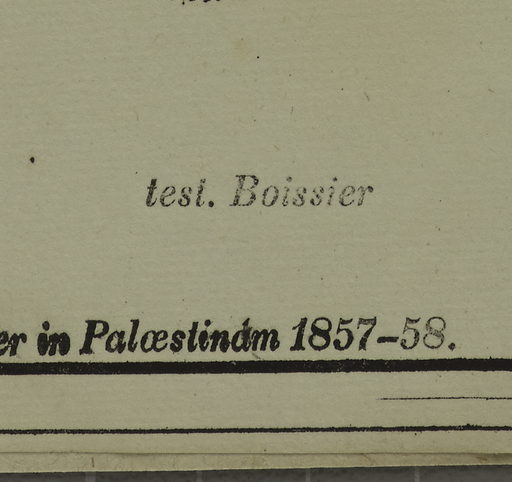 test. Boissier
er in Palæstinam 1857-58.